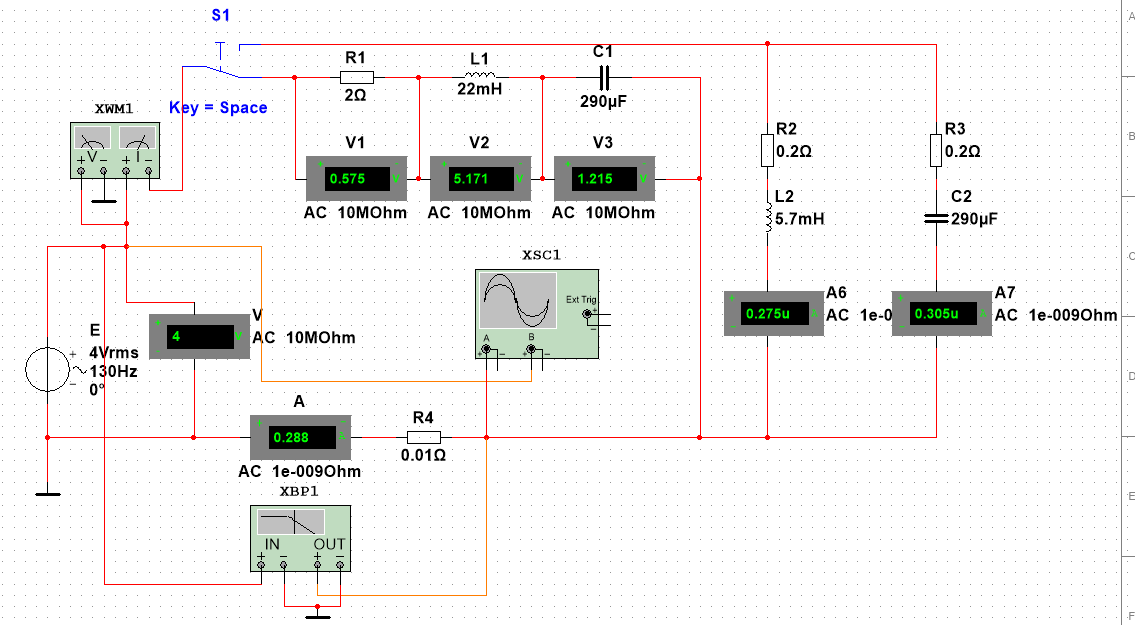 S1
A
R1
L1
C1
2Ω
22mH
290µF
XWM1
Key = Space
V
I
+
−
+
−
B
R2
R3
0.2Ω
0.2Ω
V1
V2
V3
0.575 V
5.171 V
1.215 V
AC 10MOhm
AC 10MOhm
AC 10MOhm
L2
C2
5.7mH
290µF
C
XSC1
Ext Trig
A
B
A6
A7
0.275u A
AC 1e-0
0.305u A
AC 1e-009Ohm
V
4 V
AC 10MOhm
E
4Vrms
130Hz
0°
D
A
0.288 A
R4
0.01Ω
AC 1e-009Ohm
XBP1
E
IN
OUT
F